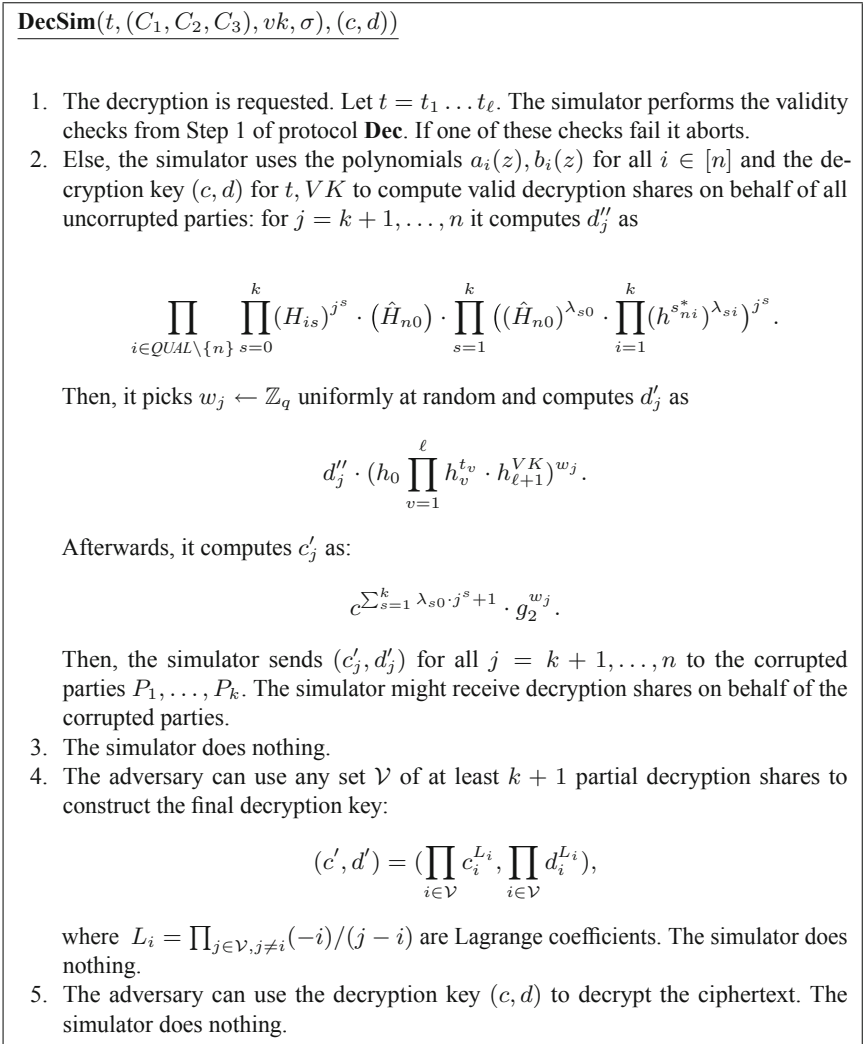 DecSim(t, (C₁, C₂, C₃), vk, σ), (c, d))
1. The decryption is requested. Let t = t₁ . . . t_ℓ. The simulator performs the validity
checks from Step 1 of protocol Dec. If one of these checks fail it aborts.
2. Else, the simulator uses the polynomials a_i(z), b_i(z) for all i ∈ [n] and the de-
cryption key (c, d) for t, VK to compute valid decryption shares on behalf of all
uncorrupted parties: for j = k + 1, . . . , n it computes d''_j as
∏_{i∈QUAL\{n}} ∏_{s=0}^{k} (H_{is})^{j^s} · (Ĥ_{n0}) · ∏_{s=1}^{k} ((Ĥ_{n0})^{λ_{s0}} · ∏_{i=1}^{k} (h^{s^*_{ni}})^{λ_{si}})^{j^s}.
Then, it picks w_j ← ℤ_q uniformly at random and computes d'_j as
d''_j · (h_0 ∏_{v=1}^{ℓ} h_v^{t_v} · h_{ℓ+1}^{VK})^{w_j}.
Afterwards, it computes c'_j as:
c^{∑_{s=1}^{k} λ_{s0}·j^s+1} · g_2^{w_j}.
Then, the simulator sends (c'_j, d'_j) for all j = k + 1, . . . , n to the corrupted
parties P₁, . . . , P_k. The simulator might receive decryption shares on behalf of the
corrupted parties.
3. The simulator does nothing.
4. The adversary can use any set 𝒱 of at least k + 1 partial decryption shares to
construct the final decryption key:
(c', d') = (∏_{i∈𝒱} c_i^{L_i}, ∏_{i∈𝒱} d_i^{L_i}),
where L_i = ∏_{j∈𝒱,j≠i}(−i)/(j − i) are Lagrange coefficients. The simulator does
nothing.
5. The adversary can use the decryption key (c, d) to decrypt the ciphertext. The
simulator does nothing.